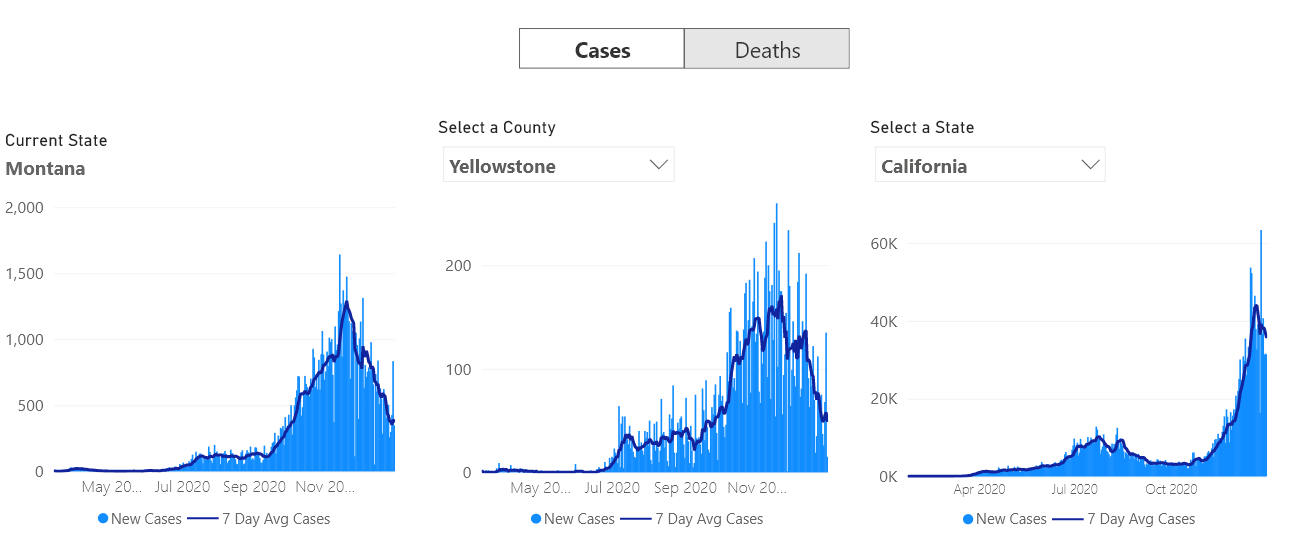 Cases Deaths
Current State
Montana
2,000
1,500
1,000
500
0
May 20... Jul 2020 Sep 2020 Nov 20...
New Cases 7 Day Avg Cases
Select a County
Yellowstone
200
100
0
May 20... Jul 2020 Sep 2020 Nov 20...
New Cases 7 Day Avg Cases
Select a State
California
60K
40K
20K
0K
Apr 2020 Jul 2020 Oct 2020
New Cases 7 Day Avg Cases